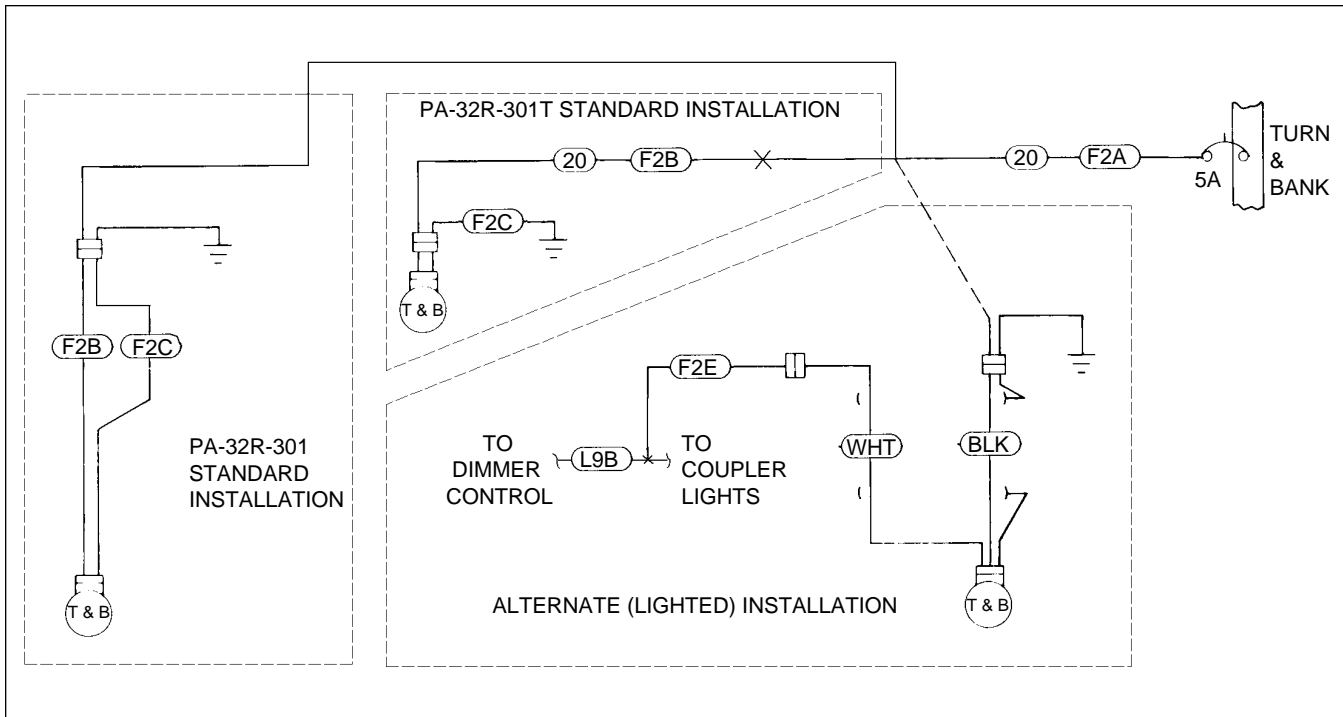 PA-32R-301T STANDARD INSTALLATION
20
F2B
20
F2A
5A
TURN
&
BANK
F2C
T & B
F2B
F2C
PA-32R-301
STANDARD
INSTALLATION
T & B
F2E
TO
DIMMER
CONTROL
L9B
TO
COUPLER
LIGHTS
WHT
BLK
T & B
ALTERNATE (LIGHTED) INSTALLATION